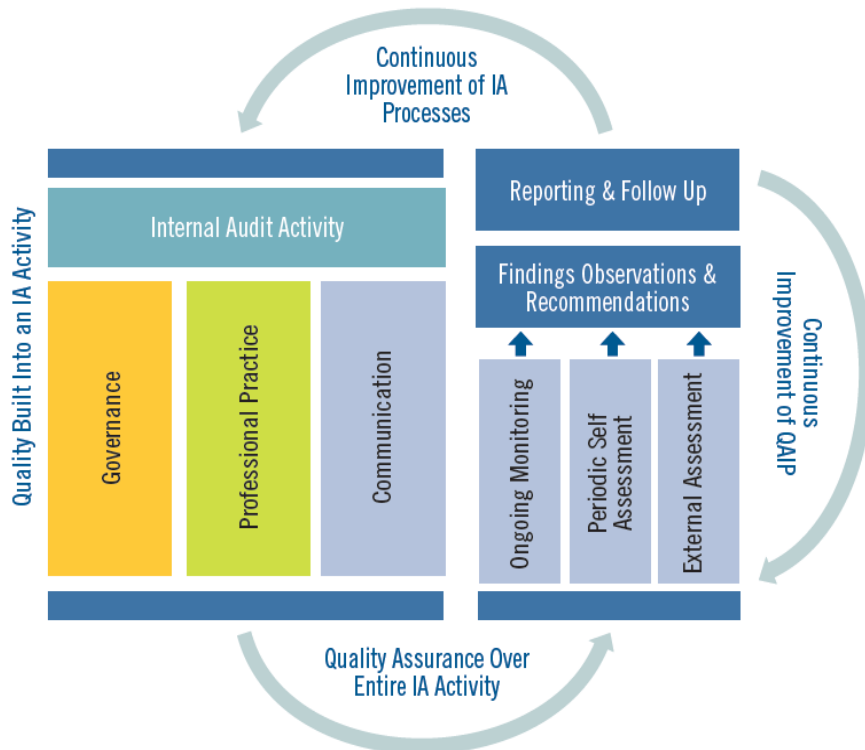 Continuous
Improvement of IA
Processes
Quality Built Into an IA Activity
Internal Audit Activity
Governance
Professional Practice
Communication
Reporting & Follow Up
Findings Observations &
Recommendations
Ongoing Monitoring
Periodic Self
Assessment
External Assessment
Continuous
Improvement of QAIP
Quality Assurance Over
Entire IA Activity